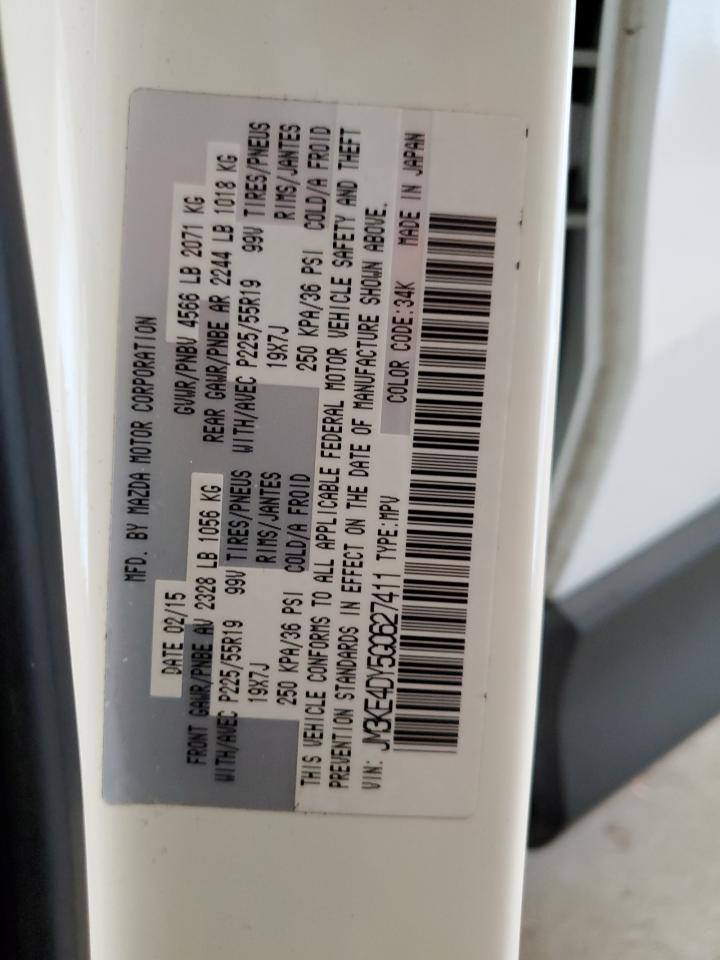 MFD. BY MAZDA MOTOR CORPORATION
DATE 02/15 GVWR/PNBV 4566 LB 2071 KG
FRONT GAWR/PNBE AV 2328 LB 1056 KG REAR GAWR/PNBE AR 2244 LB 1018 KG
WITH/AVEC P225/55R19 99V TIRES/PNEUS WITH/AVEC P225/55R19 99V TIRES/PNEUS
19X7J RIMS/JANTES 19X7J RIMS/JANTES
250 KPA/36 PSI COLD/A FROID 250 KPA/36 PSI COLD/A FROID
THIS VEHICLE CONFORMS TO ALL APPLICABLE FEDERAL MOTOR VEHICLE SAFETY AND THEFT
PREVENTION STANDARDS IN EFFECT ON THE DATE OF MANUFACTURE SHOWN ABOVE.
VIN: JM3KE4DY5G0627411 TYPE:MPV COLOR CODE:34K MADE IN JAPAN